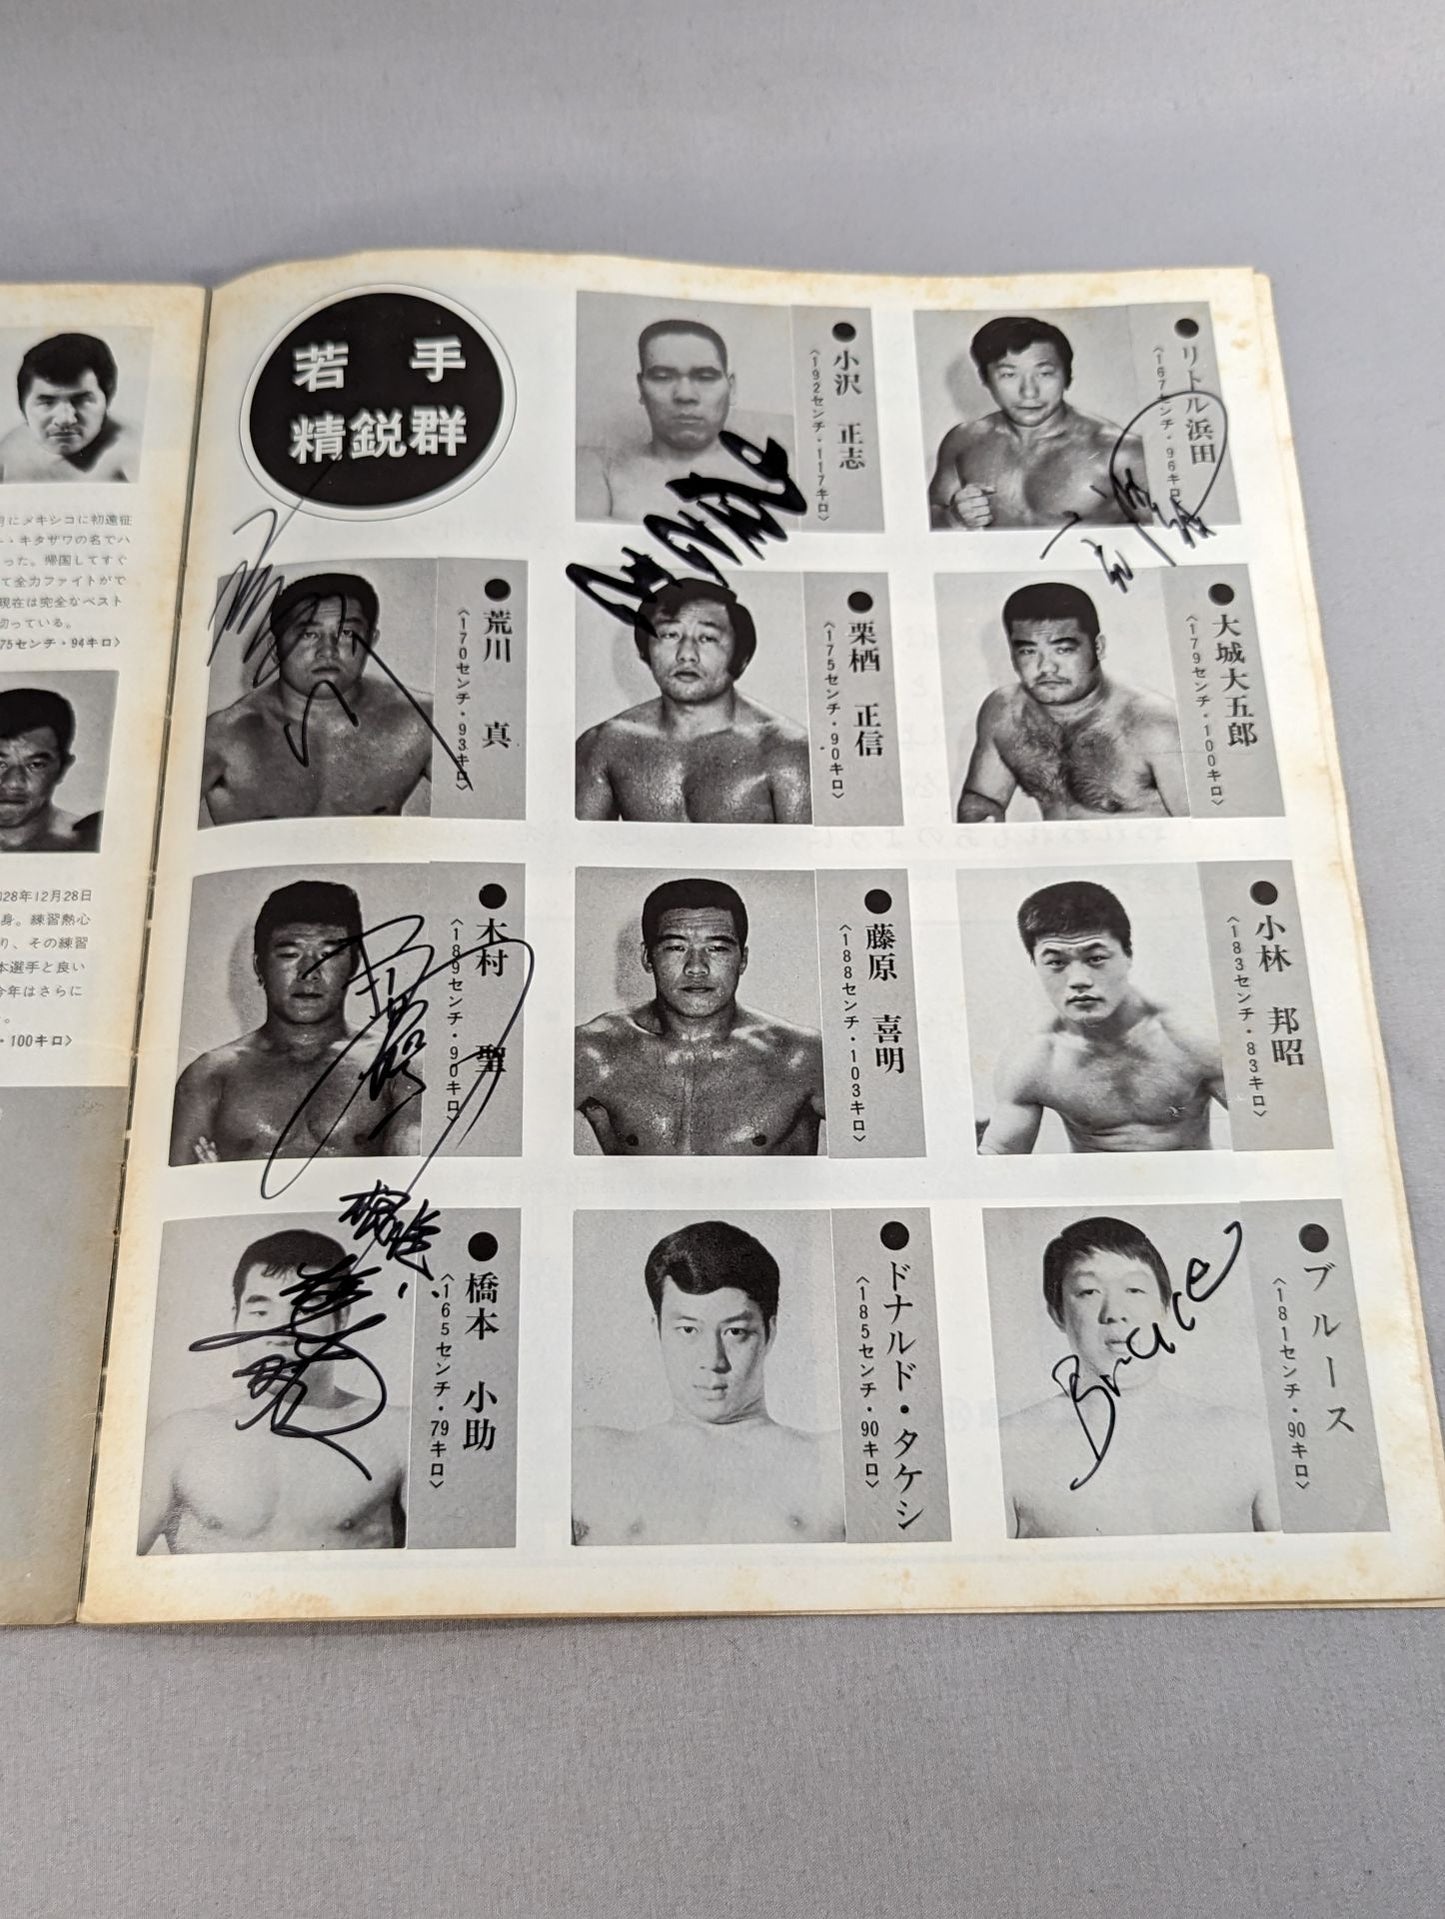 若手
精鋭群
●小沢 正志
〈192センチ・117キロ〉
●リトル浜田
〈167センチ・96キロ
●荒川 真
〈170センチ・93キロ〉
●栗栖 正信
〈175センチ・90キロ〉
●大城大五郎
〈179センチ・100キロ〉
●木村 聖
〈189センチ・90キロ〉
●藤原 喜明
〈188センチ・103キロ〉
●小林 邦昭
〈183センチ・83キロ〉
●橋本 小助
〈165センチ・79キロ〉
●ドナルド・タケシ
〈185センチ・90キロ〉
●ブルース
〈181センチ・90キロ〉
Bruce
にメキシコに初遠征
・キタザワの名でハ
った。帰国してすぐ
て全力ファイトがで
現在は完全なベスト
切っている。
75センチ・94キロ〉
28年12月28日
身。練習熱心
り、その練習
本選手と良い
今年はさらに
。
・100キロ〉